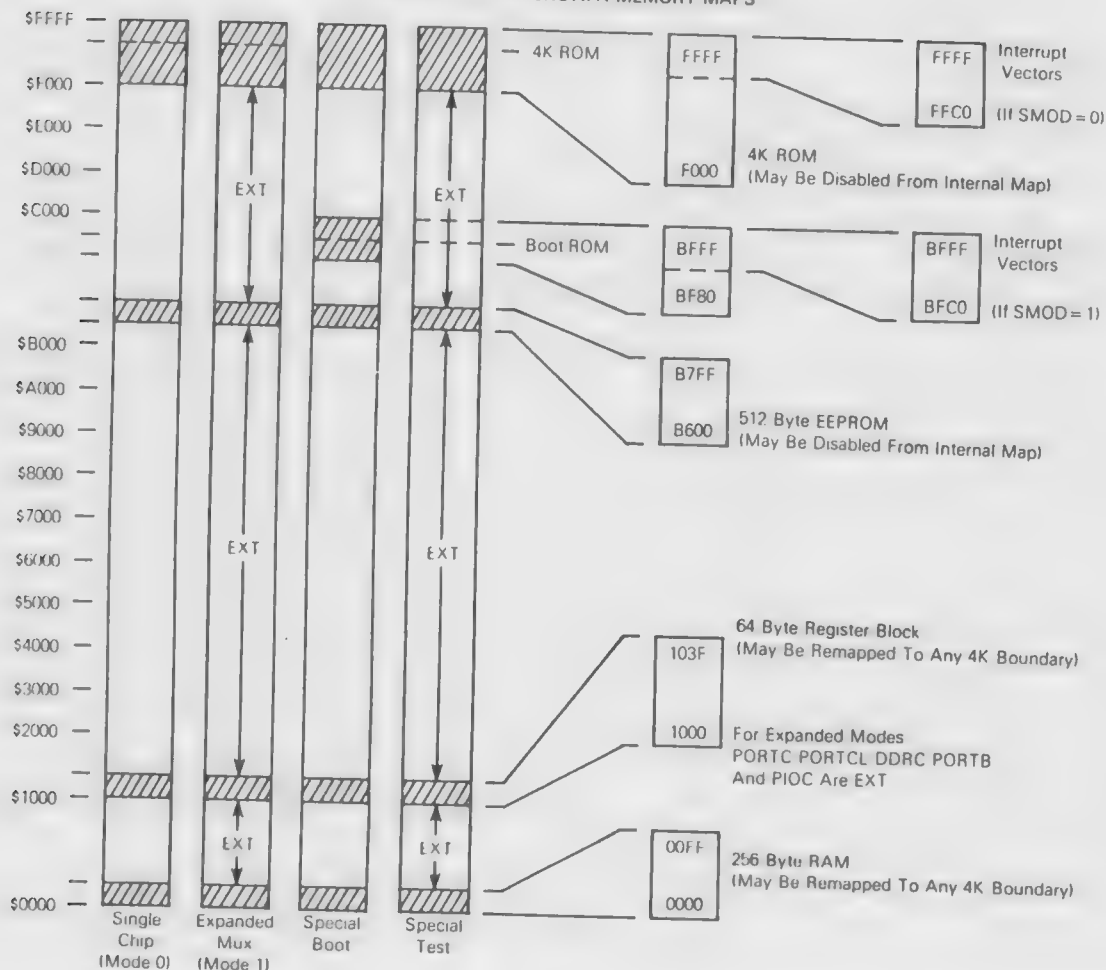 MEMORY MAPS
$FFFF
$F000
$E000
$D000
$C000
$B000
$A000
$9000
$8000
$7000
$6000
$5000
$4000
$3000
$2000
$1000
$0000
EXT
EXT
EXT
EXT
EXT
EXT
Single
Chip
(Mode 0)
Expanded
Mux
(Mode 1)
Special
Boot
Special
Test
4K ROM
Boot ROM
FFFF
F000
4K ROM
(May Be Disabled From Internal Map)
FFFF
FFC0
Interrupt
Vectors
(If SMOD = 0)
BFFF
BF80
BFFF
BFC0
Interrupt
Vectors
(If SMOD = 1)
B7FF
B600
512 Byte EEPROM
(May Be Disabled From Internal Map)
103F
1000
64 Byte Register Block
(May Be Remapped To Any 4K Boundary)
For Expanded Modes
PORTC PORTCL DDRC PORTB
And PIOC Are EXT
00FF
0000
256 Byte RAM
(May Be Remapped To Any 4K Boundary)